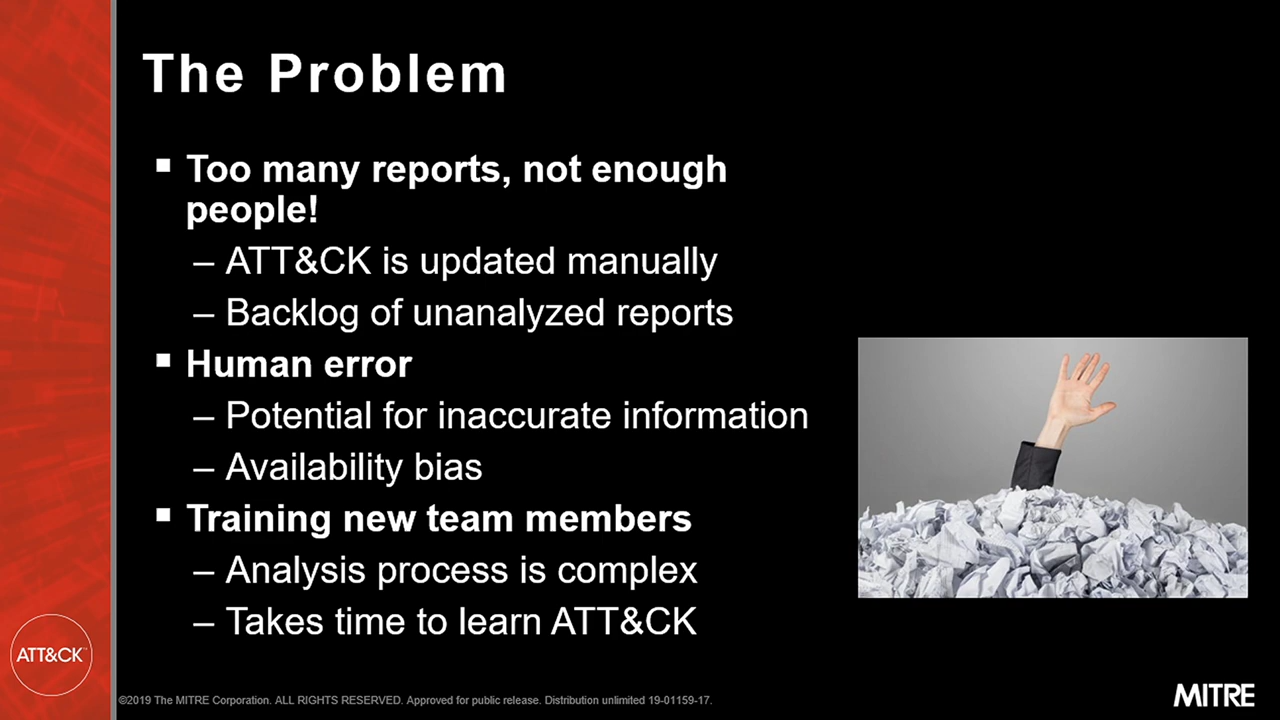 The Problem
▪ Too many reports, not enough
people!
– ATT&CK is updated manually
– Backlog of unanalyzed reports
▪ Human error
– Potential for inaccurate information
– Availability bias
▪ Training new team members
– Analysis process is complex
– Takes time to learn ATT&CK
ATT&CK™
©2019 The MITRE Corporation. ALL RIGHTS RESERVED. Approved for public release. Distribution unlimited 19-01159-17.
MITRE